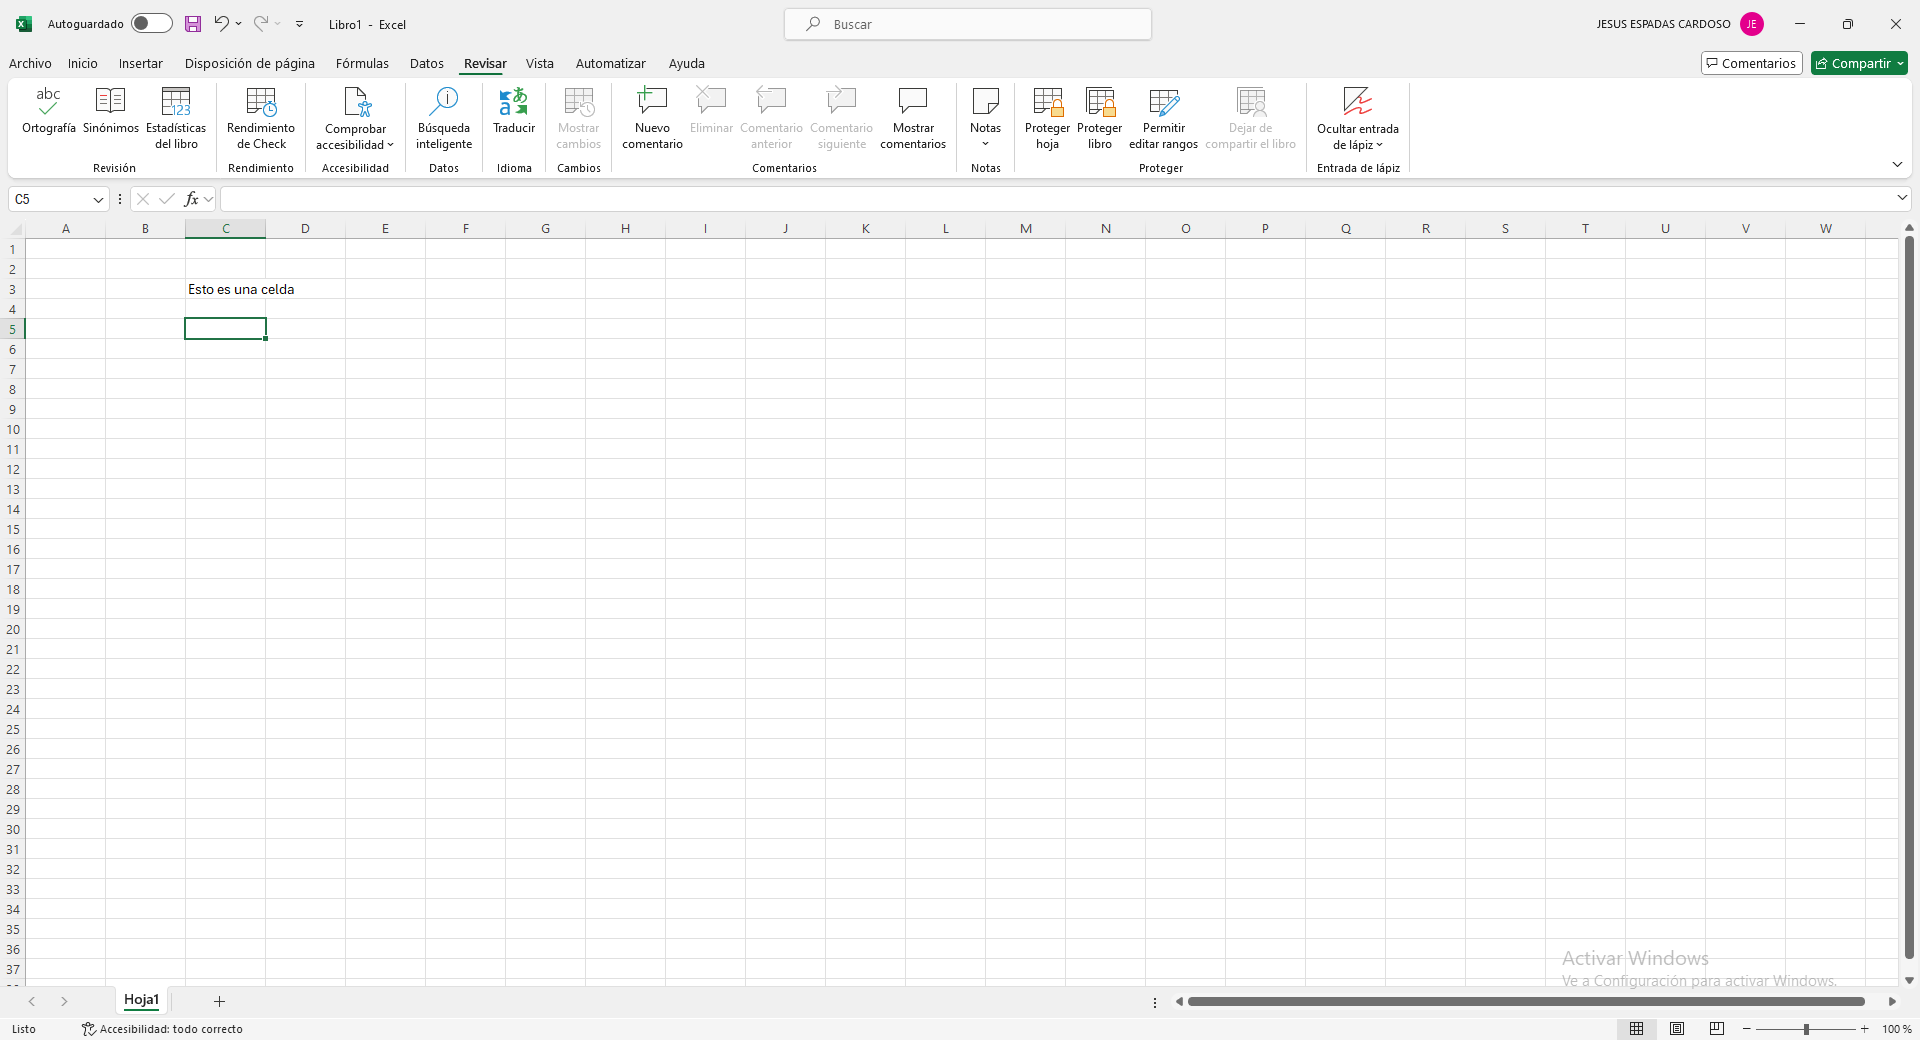 Autoguardado
Libro1 - Excel
Buscar
JESUS ESPADAS CARDOSO
JE
Archivo Inicio Insertar Disposición de página Fórmulas Datos Revisar Vista Automatizar Ayuda
Comentarios
Compartir
abc
Ortografía
Sinónimos
123
Estadísticas
del libro
Revisión
Rendimiento
de Check
Rendimiento
Comprobar
accesibilidad
Accesibilidad
Búsqueda
inteligente
Datos
あ
a
Traducir
Idioma
Mostrar
cambios
Cambios
Nuevo
comentario
Eliminar
Comentario
anterior
Comentario
siguiente
Mostrar
comentarios
Comentarios
Notas
Notas
Proteger
hoja
Proteger
libro
Permitir
editar rangos
Dejar de
compartir el libro
Proteger
Ocultar entrada
de lápiz
Entrada de lápiz
C5
fx
A B C D E F G H I J K L M N O P Q R S T U V W
1
2
3 Esto es una celda
4
5
6
7
8
9
10
11
12
13
14
15
16
17
18
19
20
21
22
23
24
25
26
27
28
29
30
31
32
33
34
35
36
37
Activar Windows
Ve a Configuración para activar Windows.
Hoja1
Listo
Accesibilidad: todo correcto
100 %